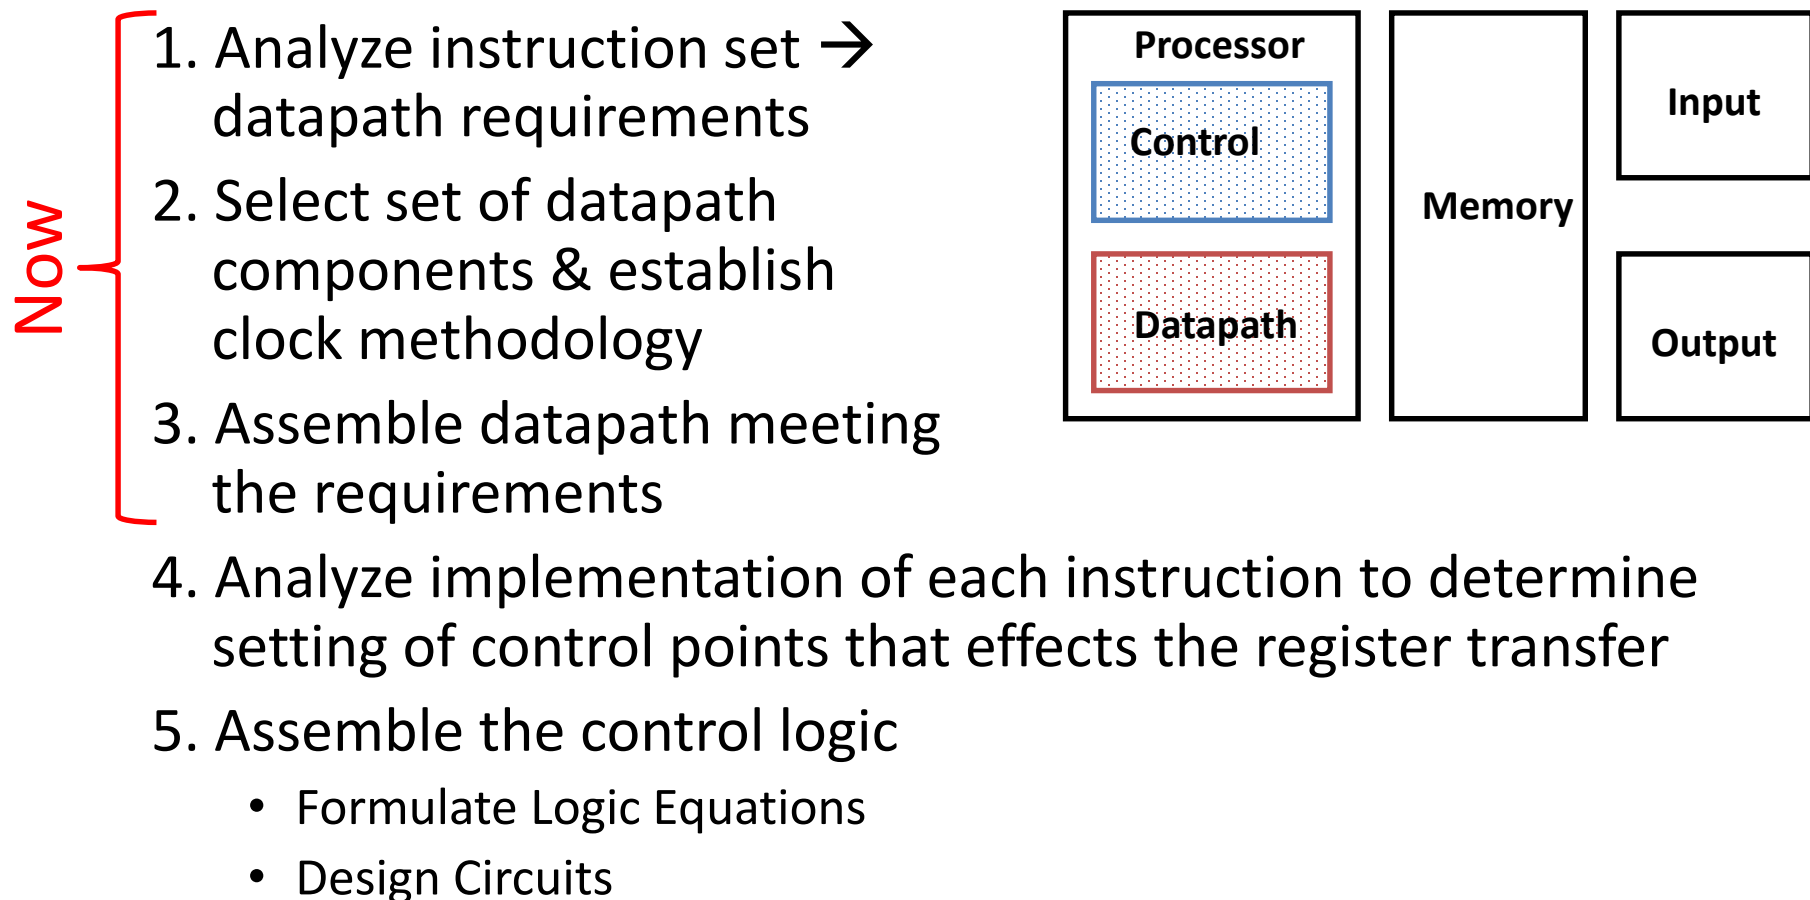 Now
1. Analyze instruction set →
datapath requirements
2. Select set of datapath
components & establish
clock methodology
3. Assemble datapath meeting
the requirements
4. Analyze implementation of each instruction to determine
setting of control points that effects the register transfer
5. Assemble the control logic
• Formulate Logic Equations
• Design Circuits
Processor
Control
Datapath
Memory
Input
Output